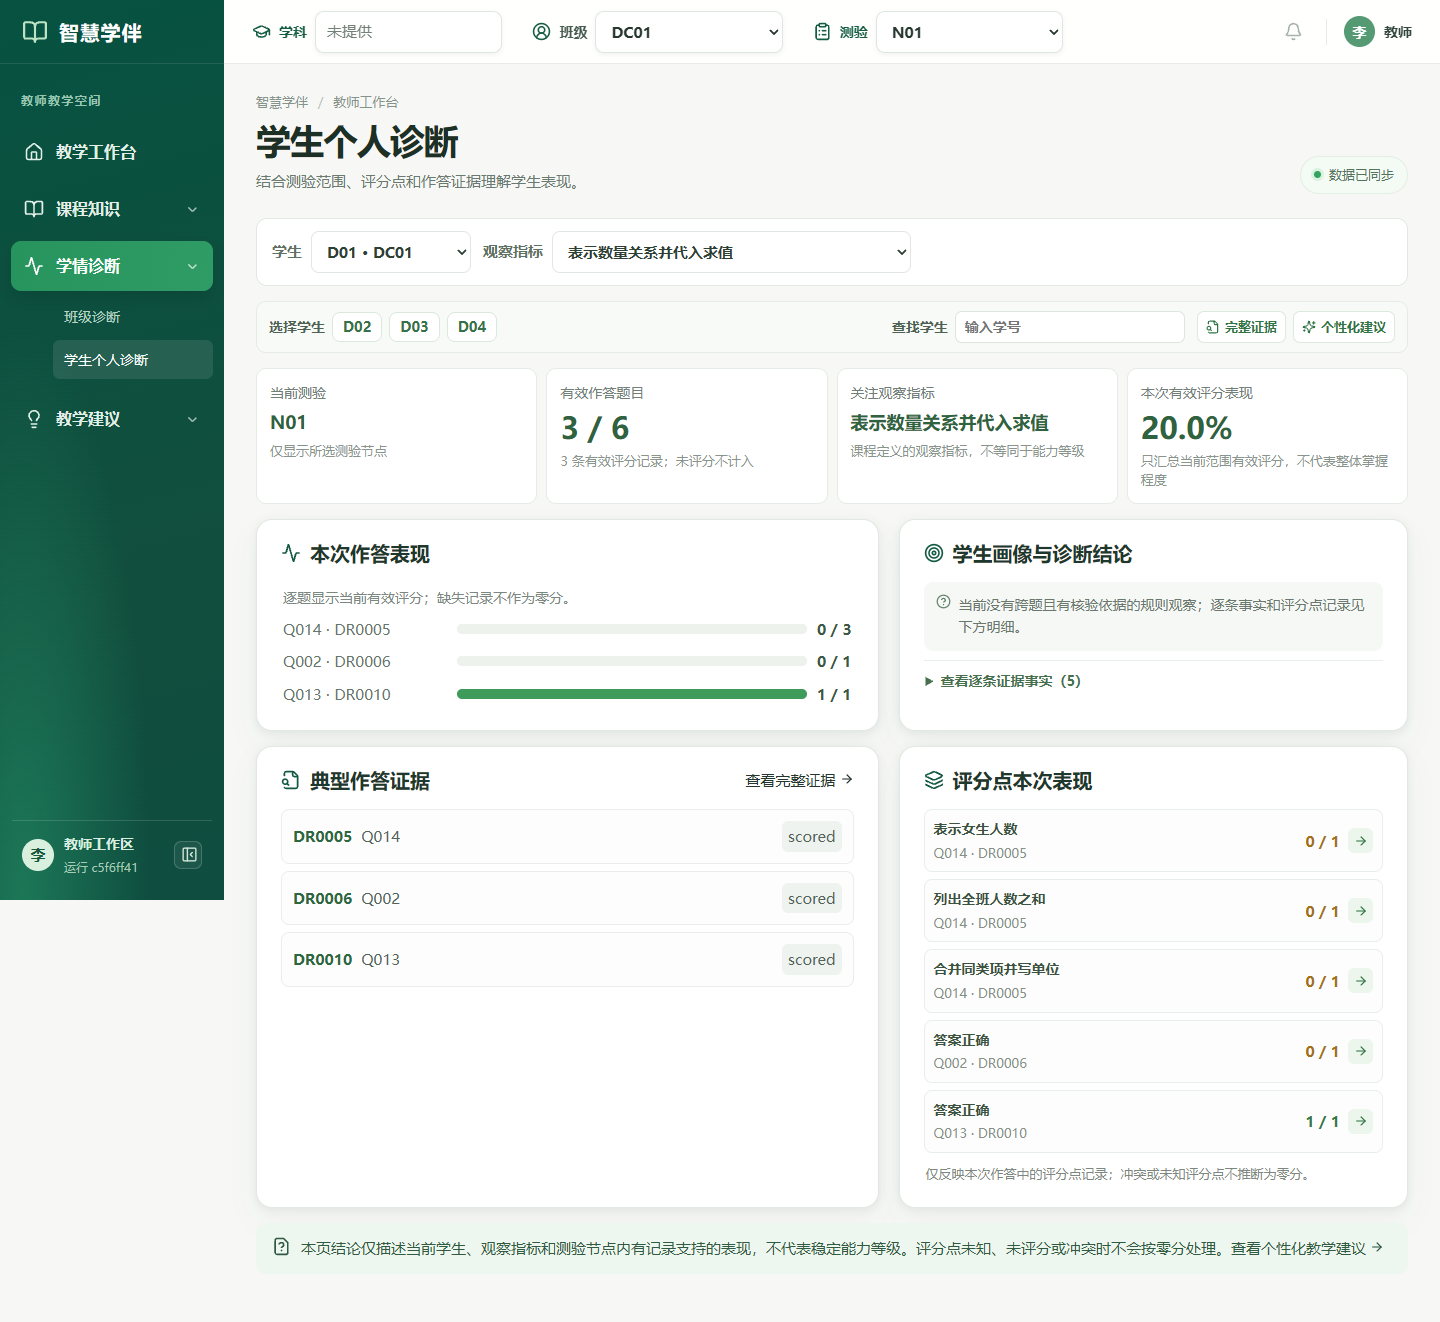 智慧学伴
学科 未提供 班级 DC01 测验 N01 李 教师
教师教学空间
教学工作台
课程知识
学情诊断
班级诊断
学生个人诊断
教学建议
李 教师工作区
运行 c5f6ff41
智慧学伴 / 教师工作台
学生个人诊断
结合测验范围、评分点和作答证据理解学生表现。
数据已同步
学生 D01 · DC01 观察指标 表示数量关系并代入求值
选择学生 D02 D03 D04 查找学生 输入学号 完整证据 个性化建议
当前测验
N01
仅显示所选测验节点
有效作答题目
3 / 6
3 条有效评分记录；未评分不计入
关注观察指标
表示数量关系并代入求值
课程定义的观察指标，不等同于能力等级
本次有效评分表现
20.0%
只汇总当前范围有效评分，不代表整体掌握
程度
本次作答表现
逐题显示当前有效评分；缺失记录不作为零分。
Q014 · DR0005 0 / 3
Q002 · DR0006 0 / 1
Q013 · DR0010 1 / 1
学生画像与诊断结论
当前没有跨题且有核验依据的规则观察；逐条事实和评分点记录见
下方明细。
查看逐条证据事实（5）
典型作答证据 查看完整证据
DR0005 Q014 scored
DR0006 Q002 scored
DR0010 Q013 scored
评分点本次表现
表示女生人数
Q014 · DR0005
0 / 1
列出全班人数之和
Q014 · DR0005
0 / 1
合并同类项并写单位
Q014 · DR0005
0 / 1
答案正确
Q002 · DR0006
0 / 1
答案正确
Q013 · DR0010
1 / 1
仅反映本次作答中的评分点记录；冲突或未知评分点不推断为零分。
本页结论仅描述当前学生、观察指标和测验节点内有记录支持的表现，不代表稳定能力等级。评分点未知、未评分或冲突时不会按零分处理。查看个性化教学建议